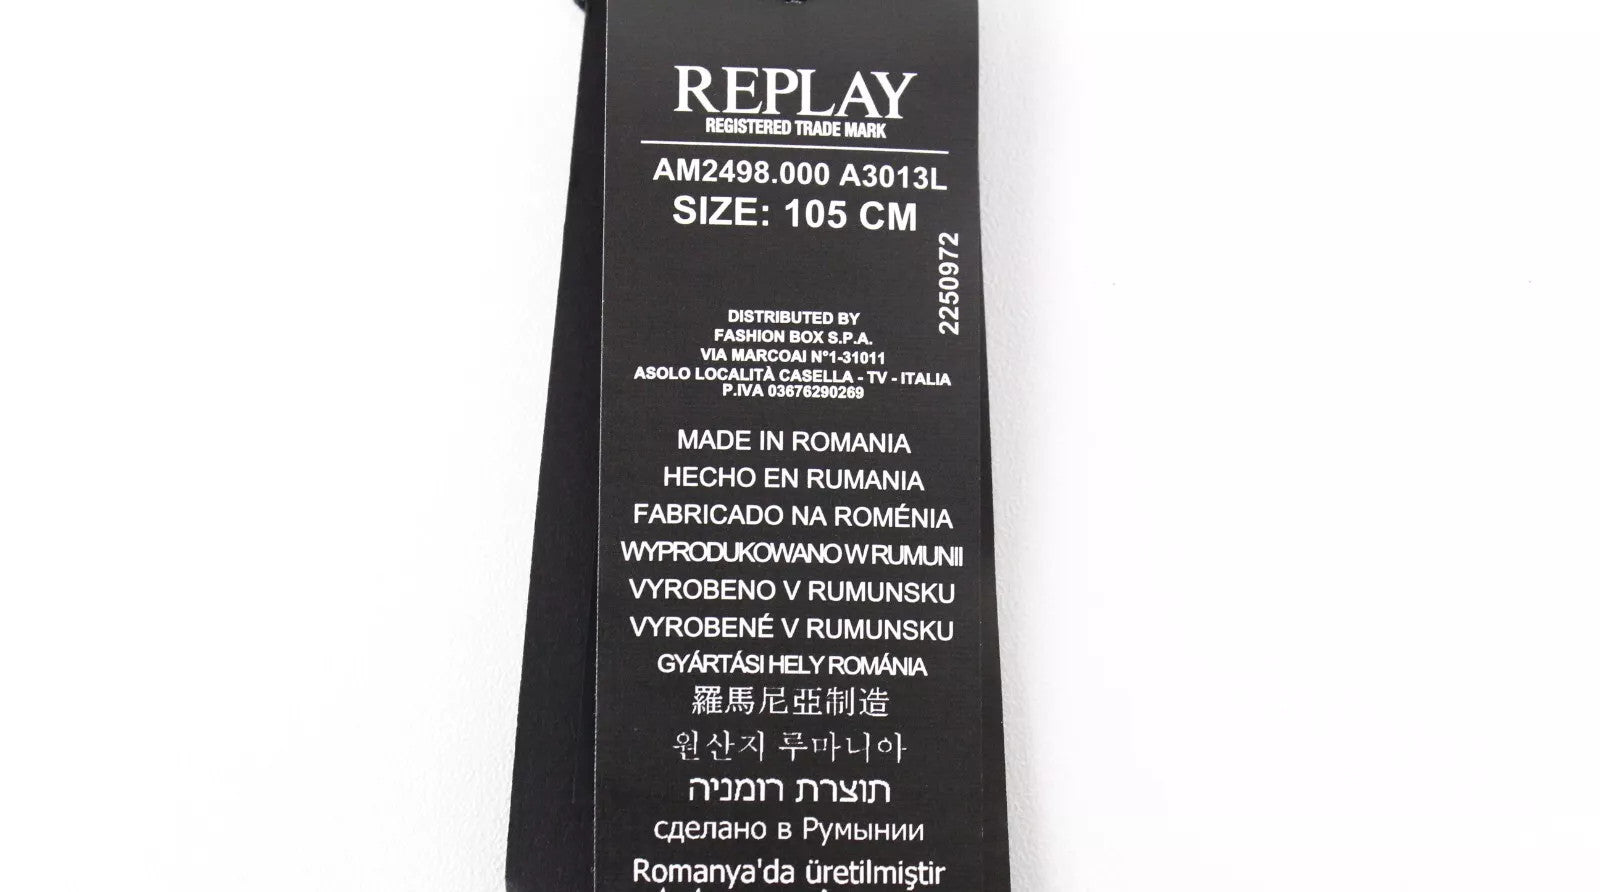 REPLAY
REGISTERED TRADE MARK
AM2498.000 A3013L
SIZE: 105 CM
2250972
DISTRIBUTED BY
FASHION BOX S.P.A.
VIA MARCOAI N°1-31011
ASOLO LOCALITÀ CASELLA - TV - ITALIA
P.IVA 03676290269
MADE IN ROMANIA
HECHO EN RUMANIA
FABRICADO NA ROMÉNIA
WYPRODUKOWANO W RUMUNII
VYROBENO V RUMUNSKU
VYROBENÉ V RUMUNSKU
GYÁRTÁSI HELY ROMÁNIA
羅馬尼亞制造
원산지 루마니아
תוצרת רומניה
сделано в Румынии
Romanya'da üretilmiştir